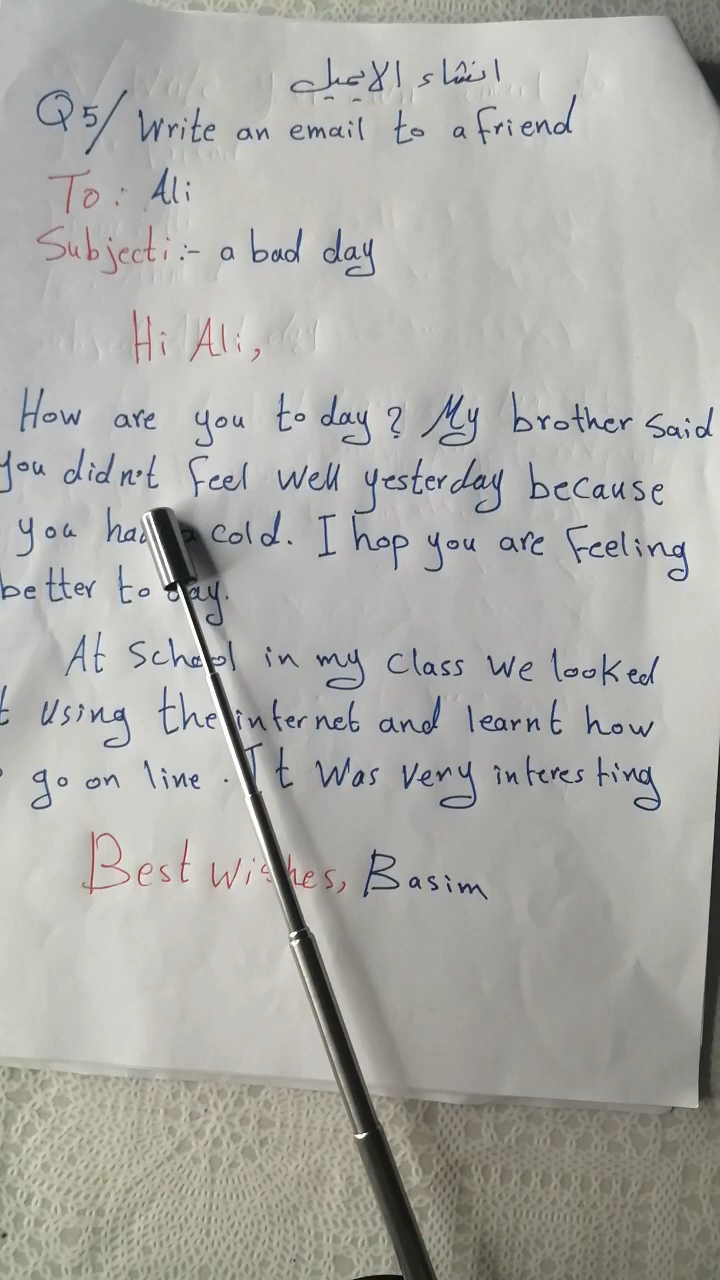 انشاء الايميل
Q5/ Write an email to a friend
To: Ali
Subject: :- a bad day
Hi Ali,
How are you to day? My brother said
you didn't feel well yesterday because
you had a cold. I hop you are feeling
better to day.
At School in my class we looked
using the internet and learnt how
go on line. It was very interesting
Best wishes, Basim